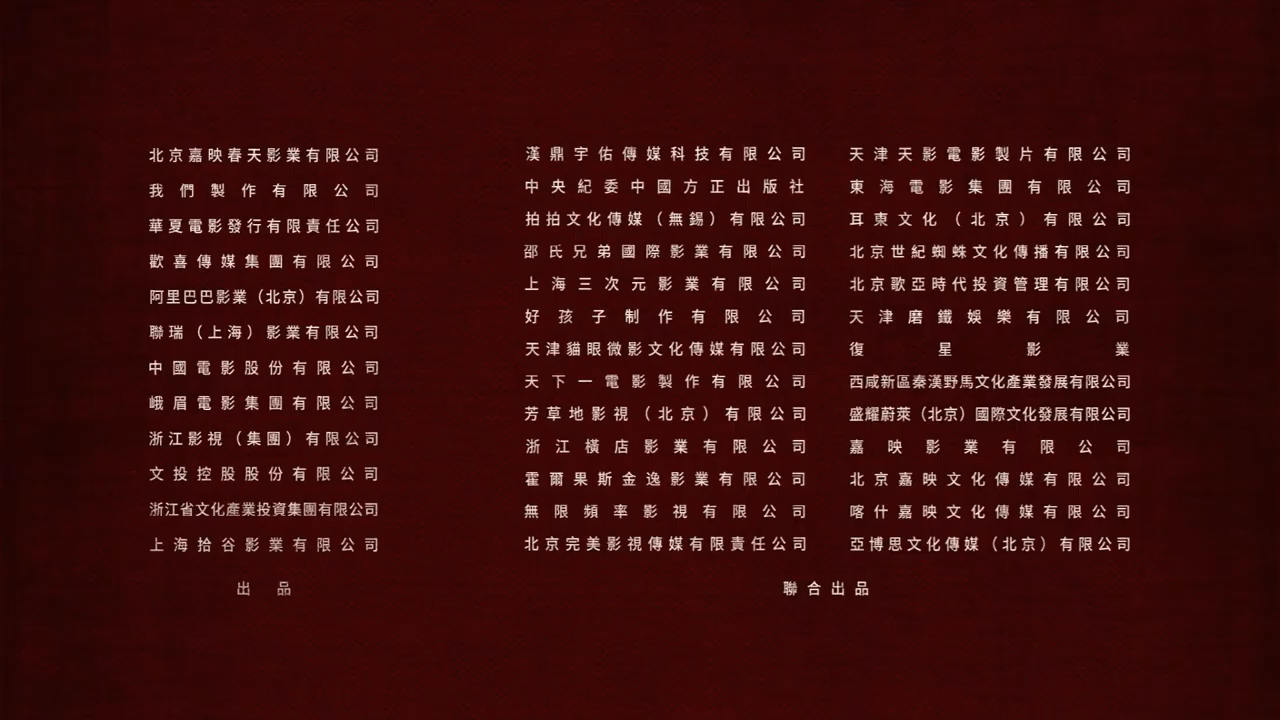 北京嘉映春天影業有限公司
我們製作有限公司
華夏電影發行有限責任公司
歡喜傳媒集團有限公司
阿里巴巴影業（北京）有限公司
聯瑞（上海）影業有限公司
中國電影股份有限公司
峨眉電影集團有限公司
浙江影視（集團）有限公司
文投控股股份有限公司
浙江省文化產業投資集團有限公司
上海拾谷影業有限公司
出品
漢鼎宇佑傳媒科技有限公司
中央紀委中國方正出版社
拍拍文化傳媒（無錫）有限公司
邵氏兄弟國際影業有限公司
上海三次元影業有限公司
好孩子制作有限公司
天津貓眼微影文化傳媒有限公司
天下一電影製作有限公司
芳草地影視（北京）有限公司
浙江橫店影業有限公司
霍爾果斯金逸影業有限公司
無限頻率影視有限公司
北京完美影視傳媒有限責任公司
天津天影電影製片有限公司
東海電影集團有限公司
耳東文化（北京）有限公司
北京世紀蜘蛛文化傳播有限公司
北京歌亞時代投資管理有限公司
天津磨鐵娛樂有限公司
復星影業
西咸新區秦漢野馬文化產業發展有限公司
盛耀蔚萊（北京）國際文化發展有限公司
嘉映影業有限公司
北京嘉映文化傳媒有限公司
喀什嘉映文化傳媒有限公司
亞博思文化傳媒（北京）有限公司
聯合出品